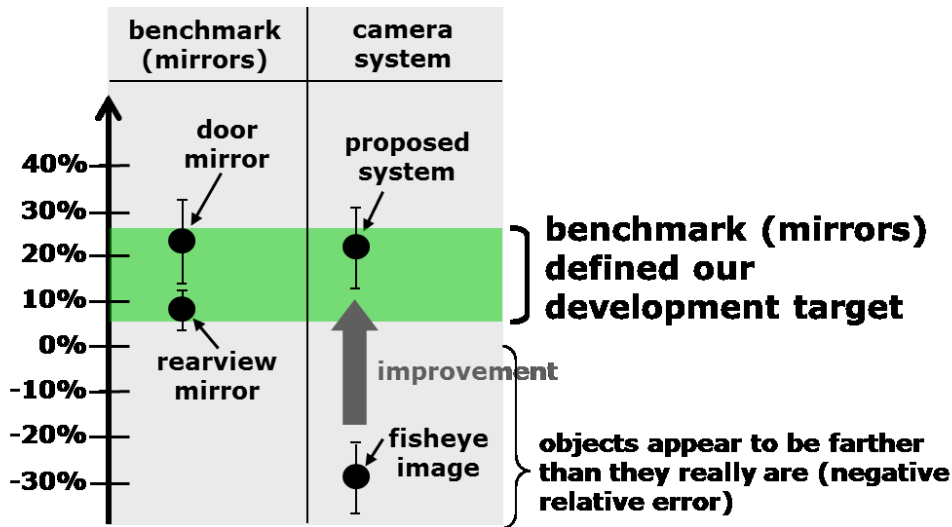 benchmark
(mirrors)
camera
system
door
mirror
proposed
system
40%
30%
20%
10%
0%
-10%
-20%
-30%
rearview
mirror
improvement
fisheye
image
benchmark (mirrors)
defined our
development target
objects appear to be farther
than they really are (negative
relative error)